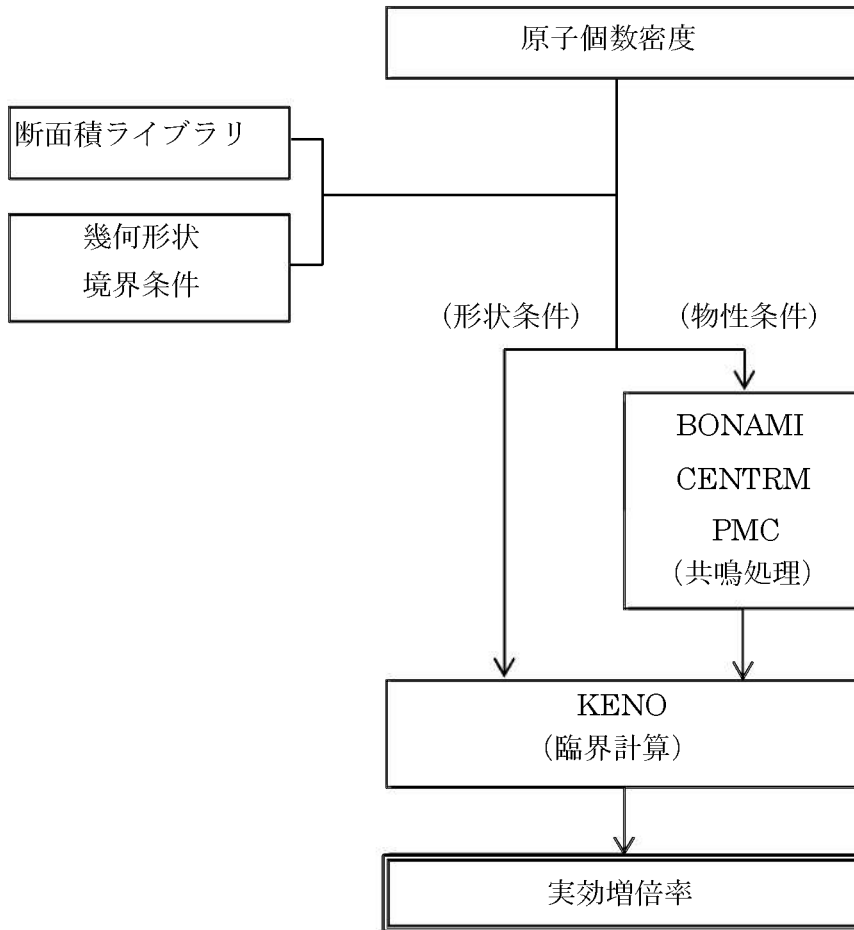 原子個数密度
断面積ライブラリ
幾何形状
境界条件
(形状条件)
(物性条件)
BONAMI
CENTRM
PMC
(共鳴処理)
KENO
(臨界計算)
実効増倍率